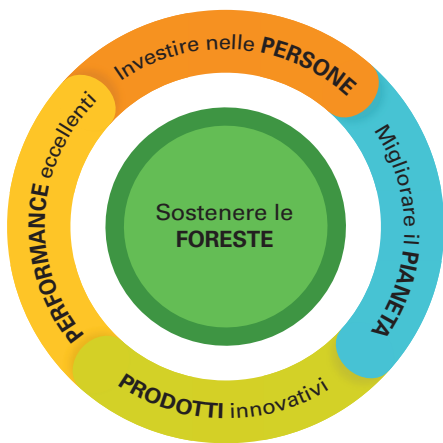 Investire nelle PERSONE
Migliorare il PIANETA
PRODOTTI innovativi
PERFORMANCE eccellenti
Sostenere le
FORESTE